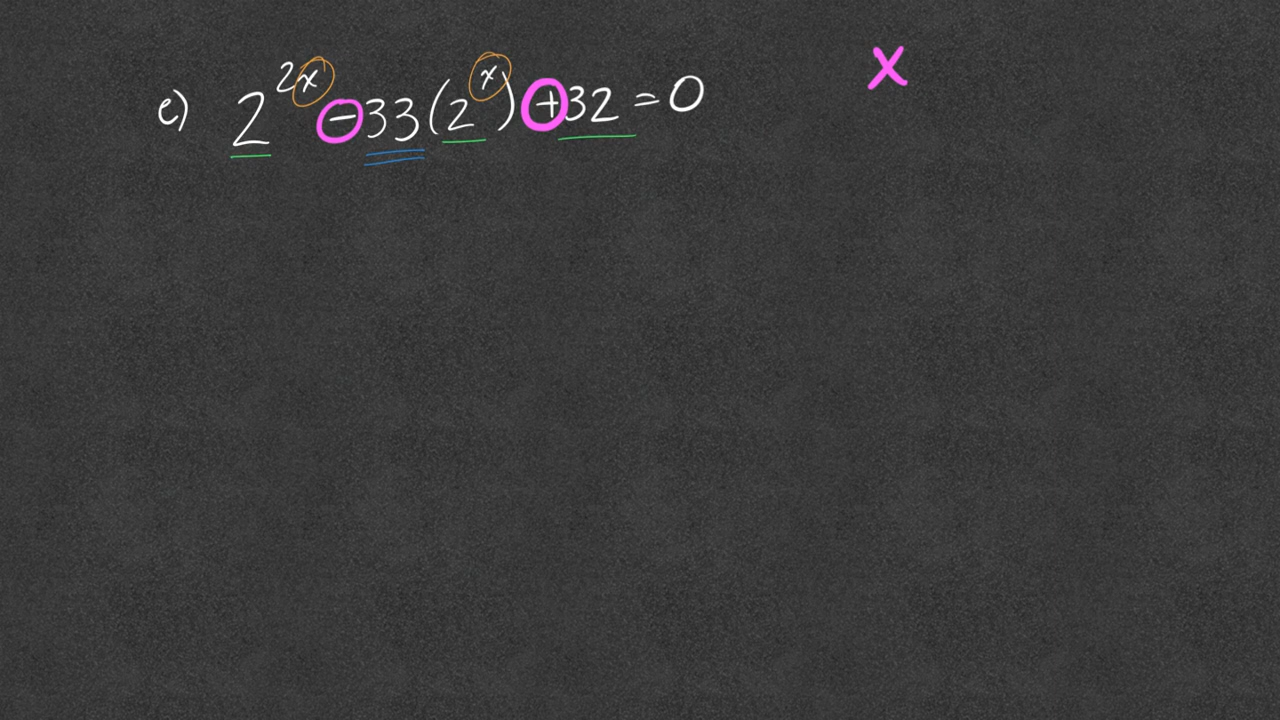 e) 2^{2x} - 33(2^x) + 32 = 0
x